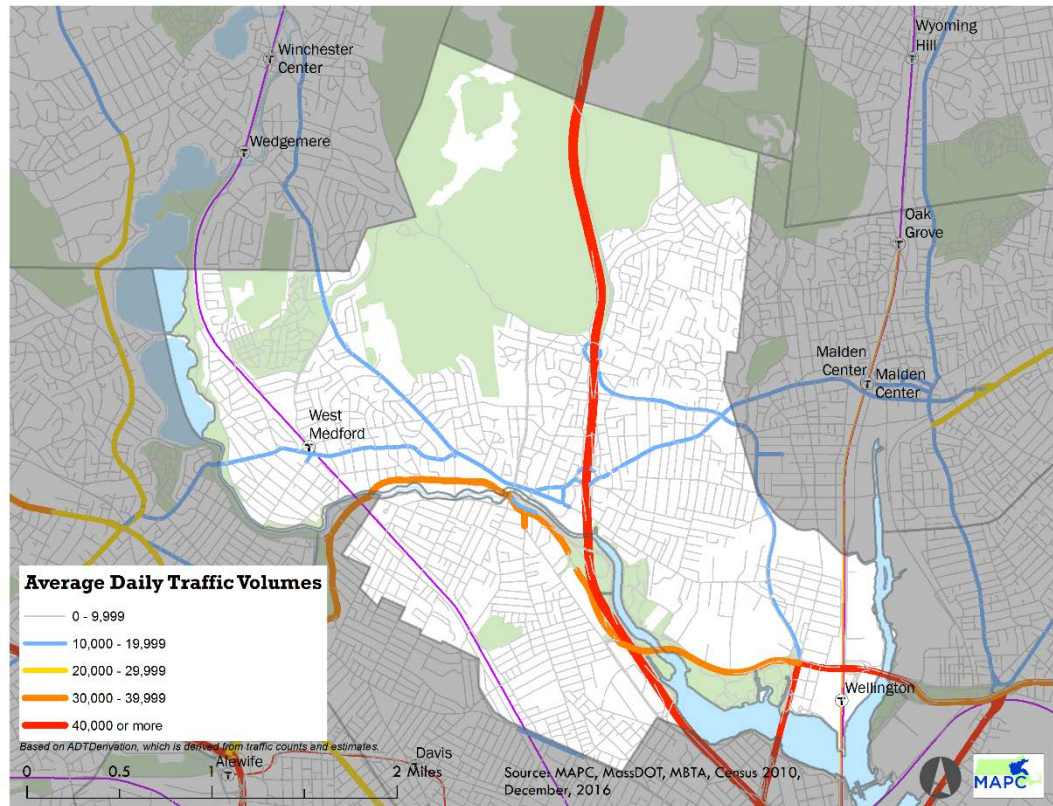 Winchester
Center
Wyoming
Hill
Wedgemere
Oak
Grove
Malden
Center
Malden
Center
West
Medford
Wellington
Average Daily Traffic Volumes
0 - 9,999
10,000 - 19,999
20,000 - 29,999
30,000 - 39,999
40,000 or more
Based on ADTDerivation, which is derived from traffic counts and estimates.
Alewife
Davis
0 0.5 1 2 Miles
Source: MAPC, MassDOT, MBTA, Census 2010,
December, 2016
MAPC